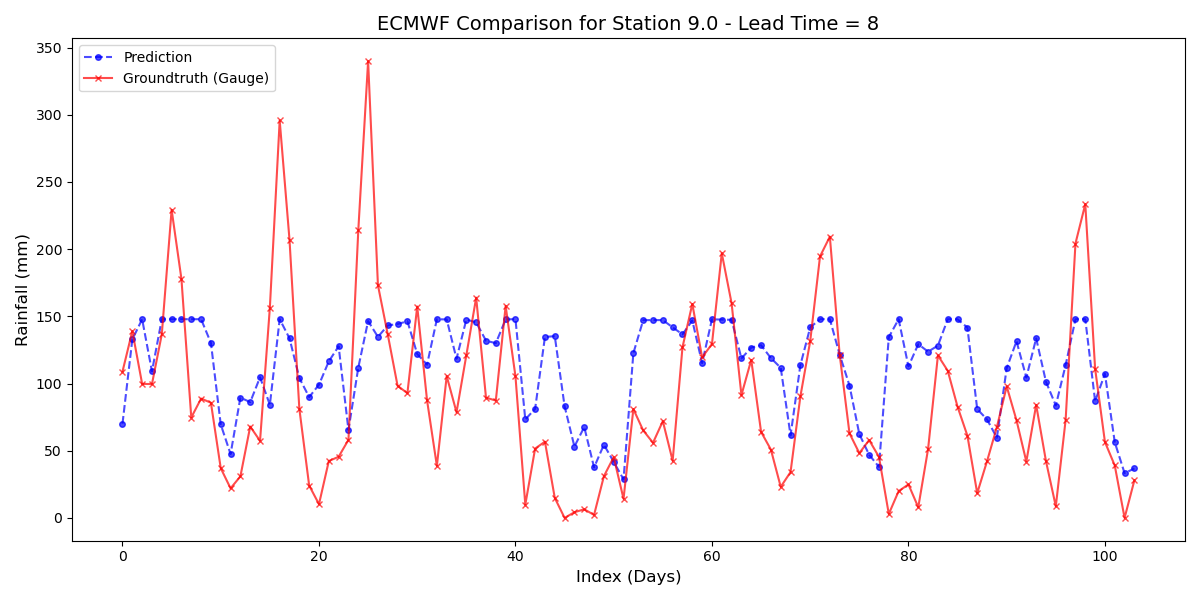 ECMWF Comparison for Station 9.0 - Lead Time = 8
Prediction
Groundtruth (Gauge)
Rainfall (mm)
350
300
250
200
150
100
50
0
0 20 40 60 80 100
Index (Days)